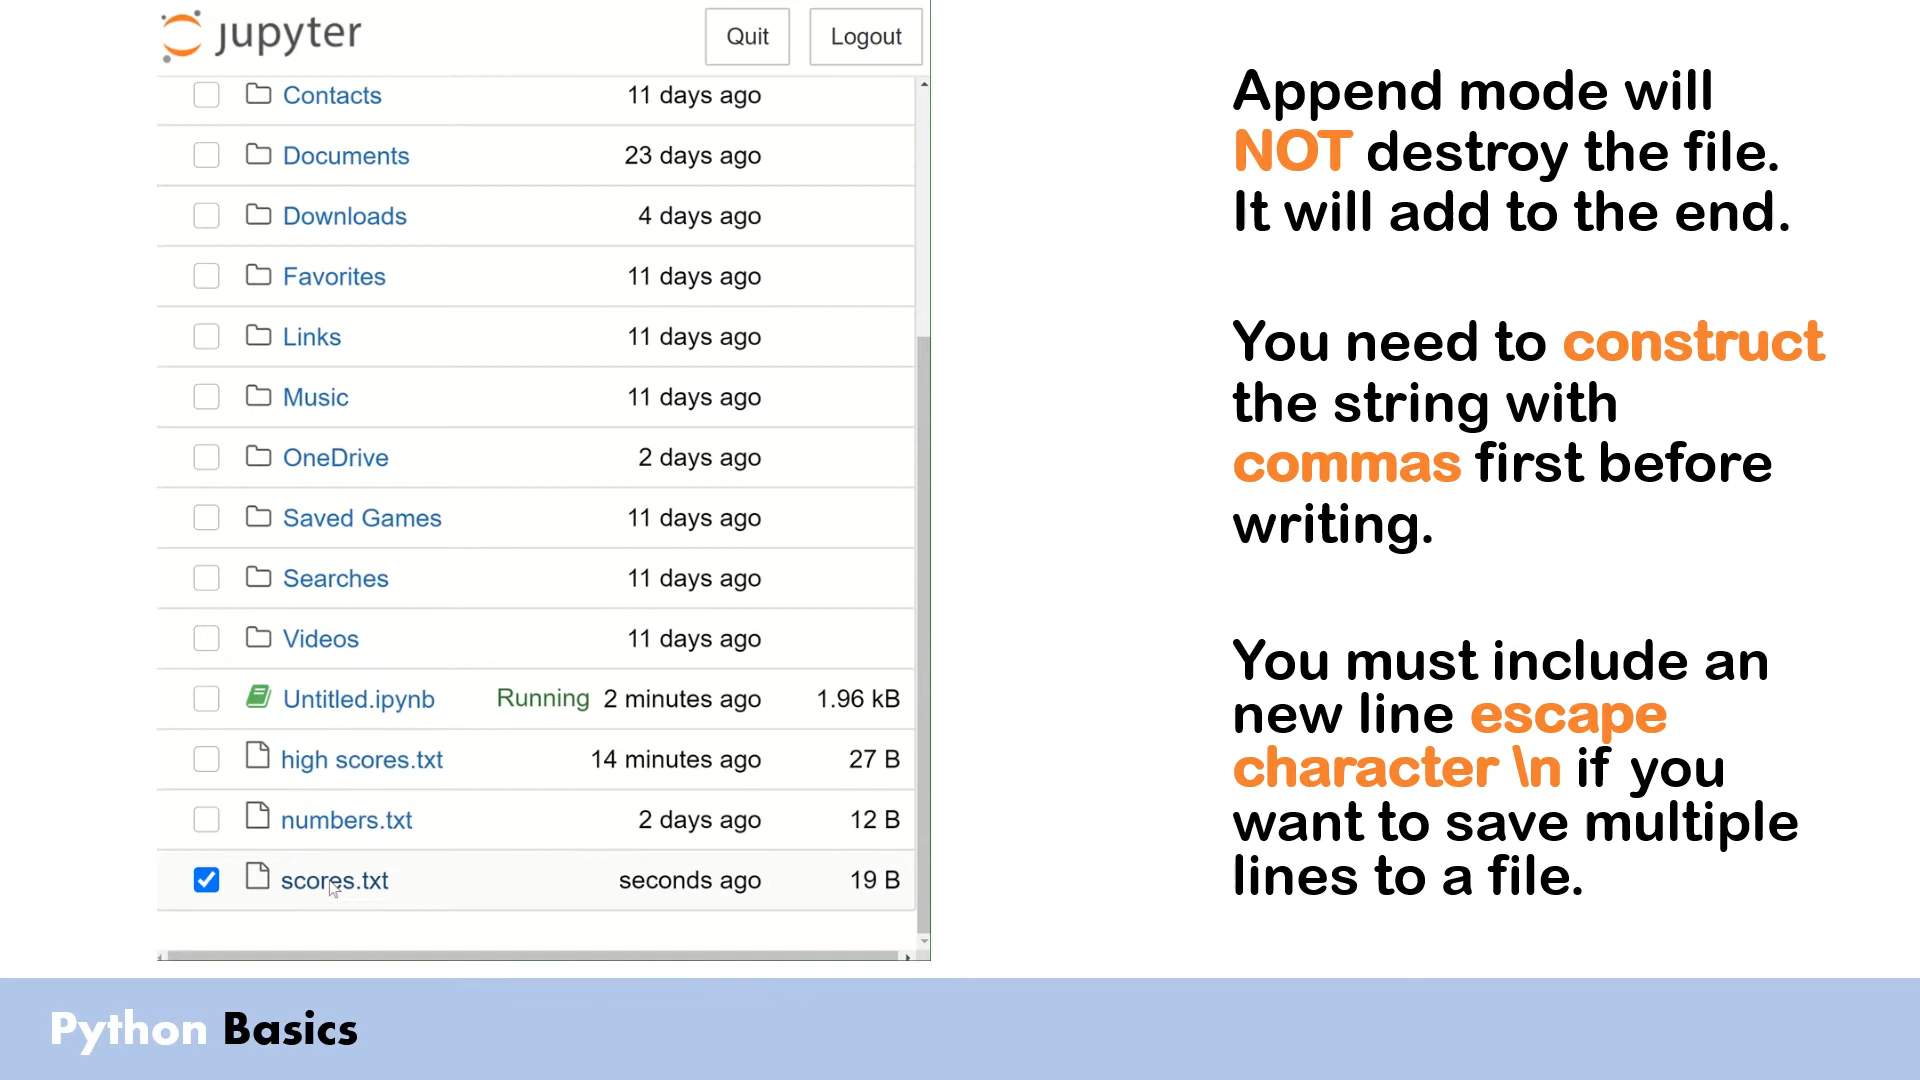 jupyter
Quit
Logout
Contacts 11 days ago
Documents 23 days ago
Downloads 4 days ago
Favorites 11 days ago
Links 11 days ago
Music 11 days ago
OneDrive 2 days ago
Saved Games 11 days ago
Searches 11 days ago
Videos 11 days ago
Untitled.ipynb Running 2 minutes ago 1.96 kB
high scores.txt 14 minutes ago 27 B
numbers.txt 2 days ago 12 B
scores.txt seconds ago 19 B
Append mode will
NOT destroy the file.
It will add to the end.
You need to construct
the string with
commas first before
writing.
You must include an
new line escape
character \n if you
want to save multiple
lines to a file.
Python Basics